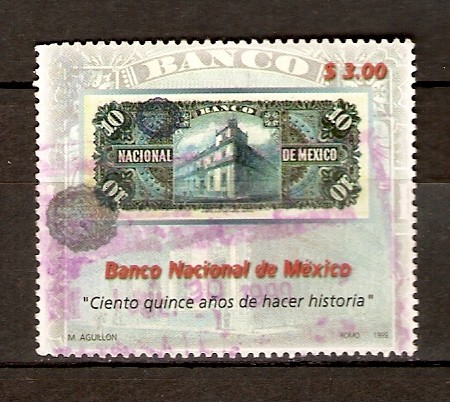 BANCO
$ 3.00
10 BANCO 10
NACIONAL DE MEXICO
10 10
Banco Nacional de México
"Ciento quince años de hacer historia"
M. AGUILLON ROMO 1999